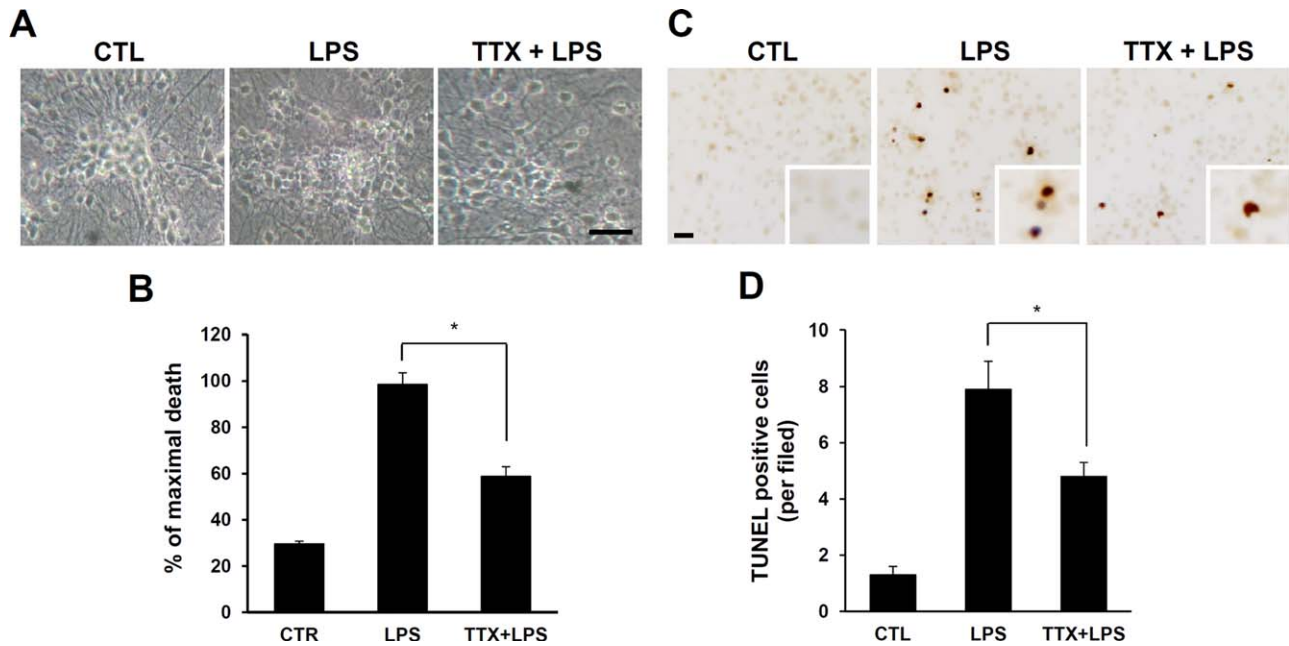 A
CTL
LPS
TTX + LPS
C
CTL
LPS
TTX + LPS
B
% of maximal death
120
100
80
60
40
20
0
*
CTR
LPS
TTX+LPS
D
TUNEL positive cells
(per filed)
10
8
6
4
2
0
*
CTL
LPS
TTX+LPS